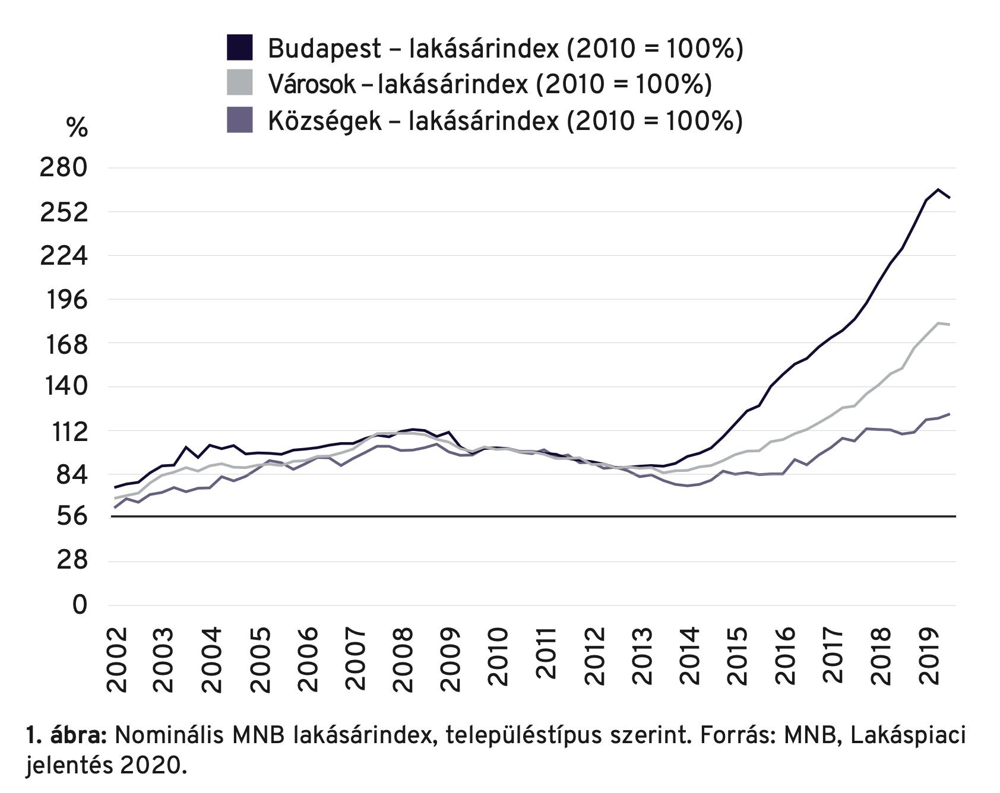 Budapest – lakásárindex (2010 = 100%)
Városok – lakásárindex (2010 = 100%)
Községek – lakásárindex (2010 = 100%)
%
280
252
224
196
168
140
112
84
56
28
0
2002 2003 2004 2005 2006 2007 2008 2009 2010 2011 2012 2013 2014 2015 2016 2017 2018 2019
1. ábra: Nominális MNB lakásárindex, településtípus szerint. Forrás: MNB, Lakáspiaci
jelentés 2020.